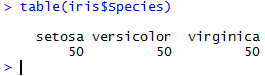 > table(iris$Species)
setosa versicolor virginica
50 50 50
>